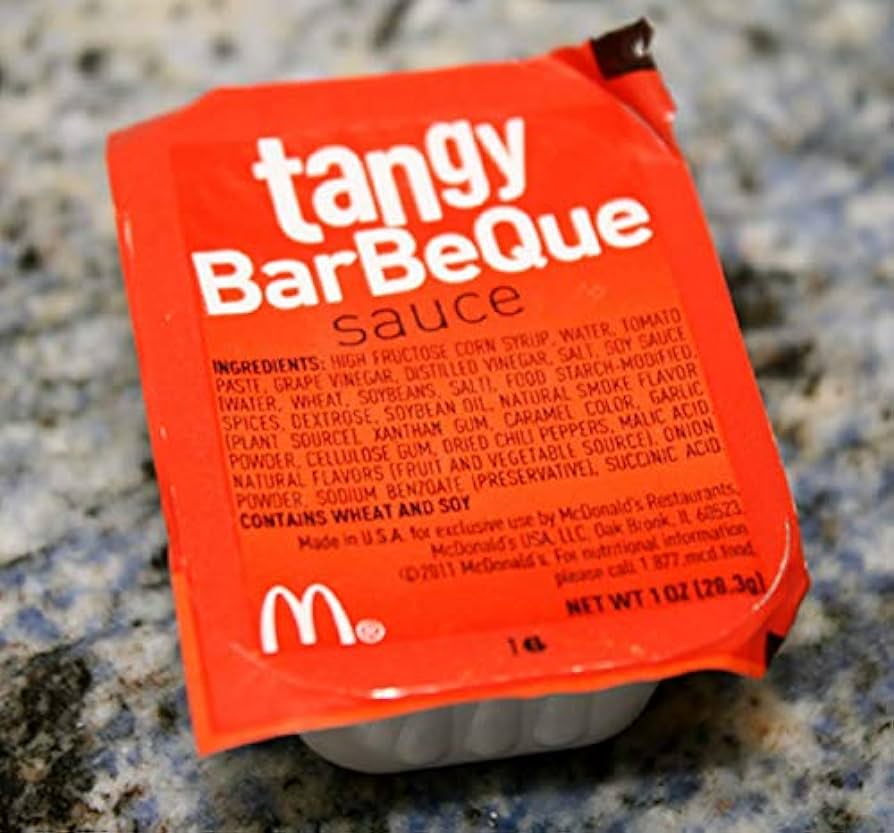 tangy
BarBeQue
sauce
INGREDIENTS: HIGH FRUCTOSE CORN SYRUP, WATER, TOMATO
PASTE, GRAPE VINEGAR, DISTILLED VINEGAR, SALT, SOY SAUCE
(WATER, WHEAT, SOYBEANS, SALT), FOOD STARCH-MODIFIED,
SPICES, DEXTROSE, SOYBEAN OIL, NATURAL SMOKE FLAVOR
(PLANT SOURCE), XANTHAN GUM, CARAMEL COLOR, GARLIC
POWDER, CELLULOSE GUM, DRIED CHILI PEPPERS, MALIC ACID,
NATURAL FLAVORS (FRUIT AND VEGETABLE SOURCE), ONION
POWDER, SODIUM BENZOATE (PRESERVATIVE), SUCCINIC ACID
CONTAINS WHEAT AND SOY
Made in U.S.A. for exclusive use by McDonald's Restaurants,
McDonald's USA, LLC, Oak Brook, IL 60523
©2011 McDonald's. For nutritional information
please call 1.877.mcd.food.
NET WT 1 OZ (28.3g)
M®